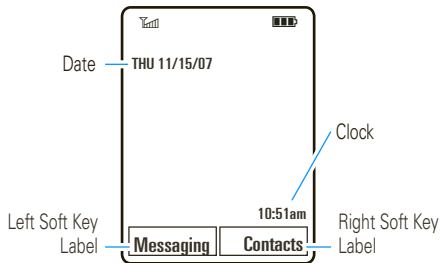 Date
THU 11/15/07
Clock
10:51am
Left Soft Key
Label
Messaging
Contacts
Right Soft Key
Label